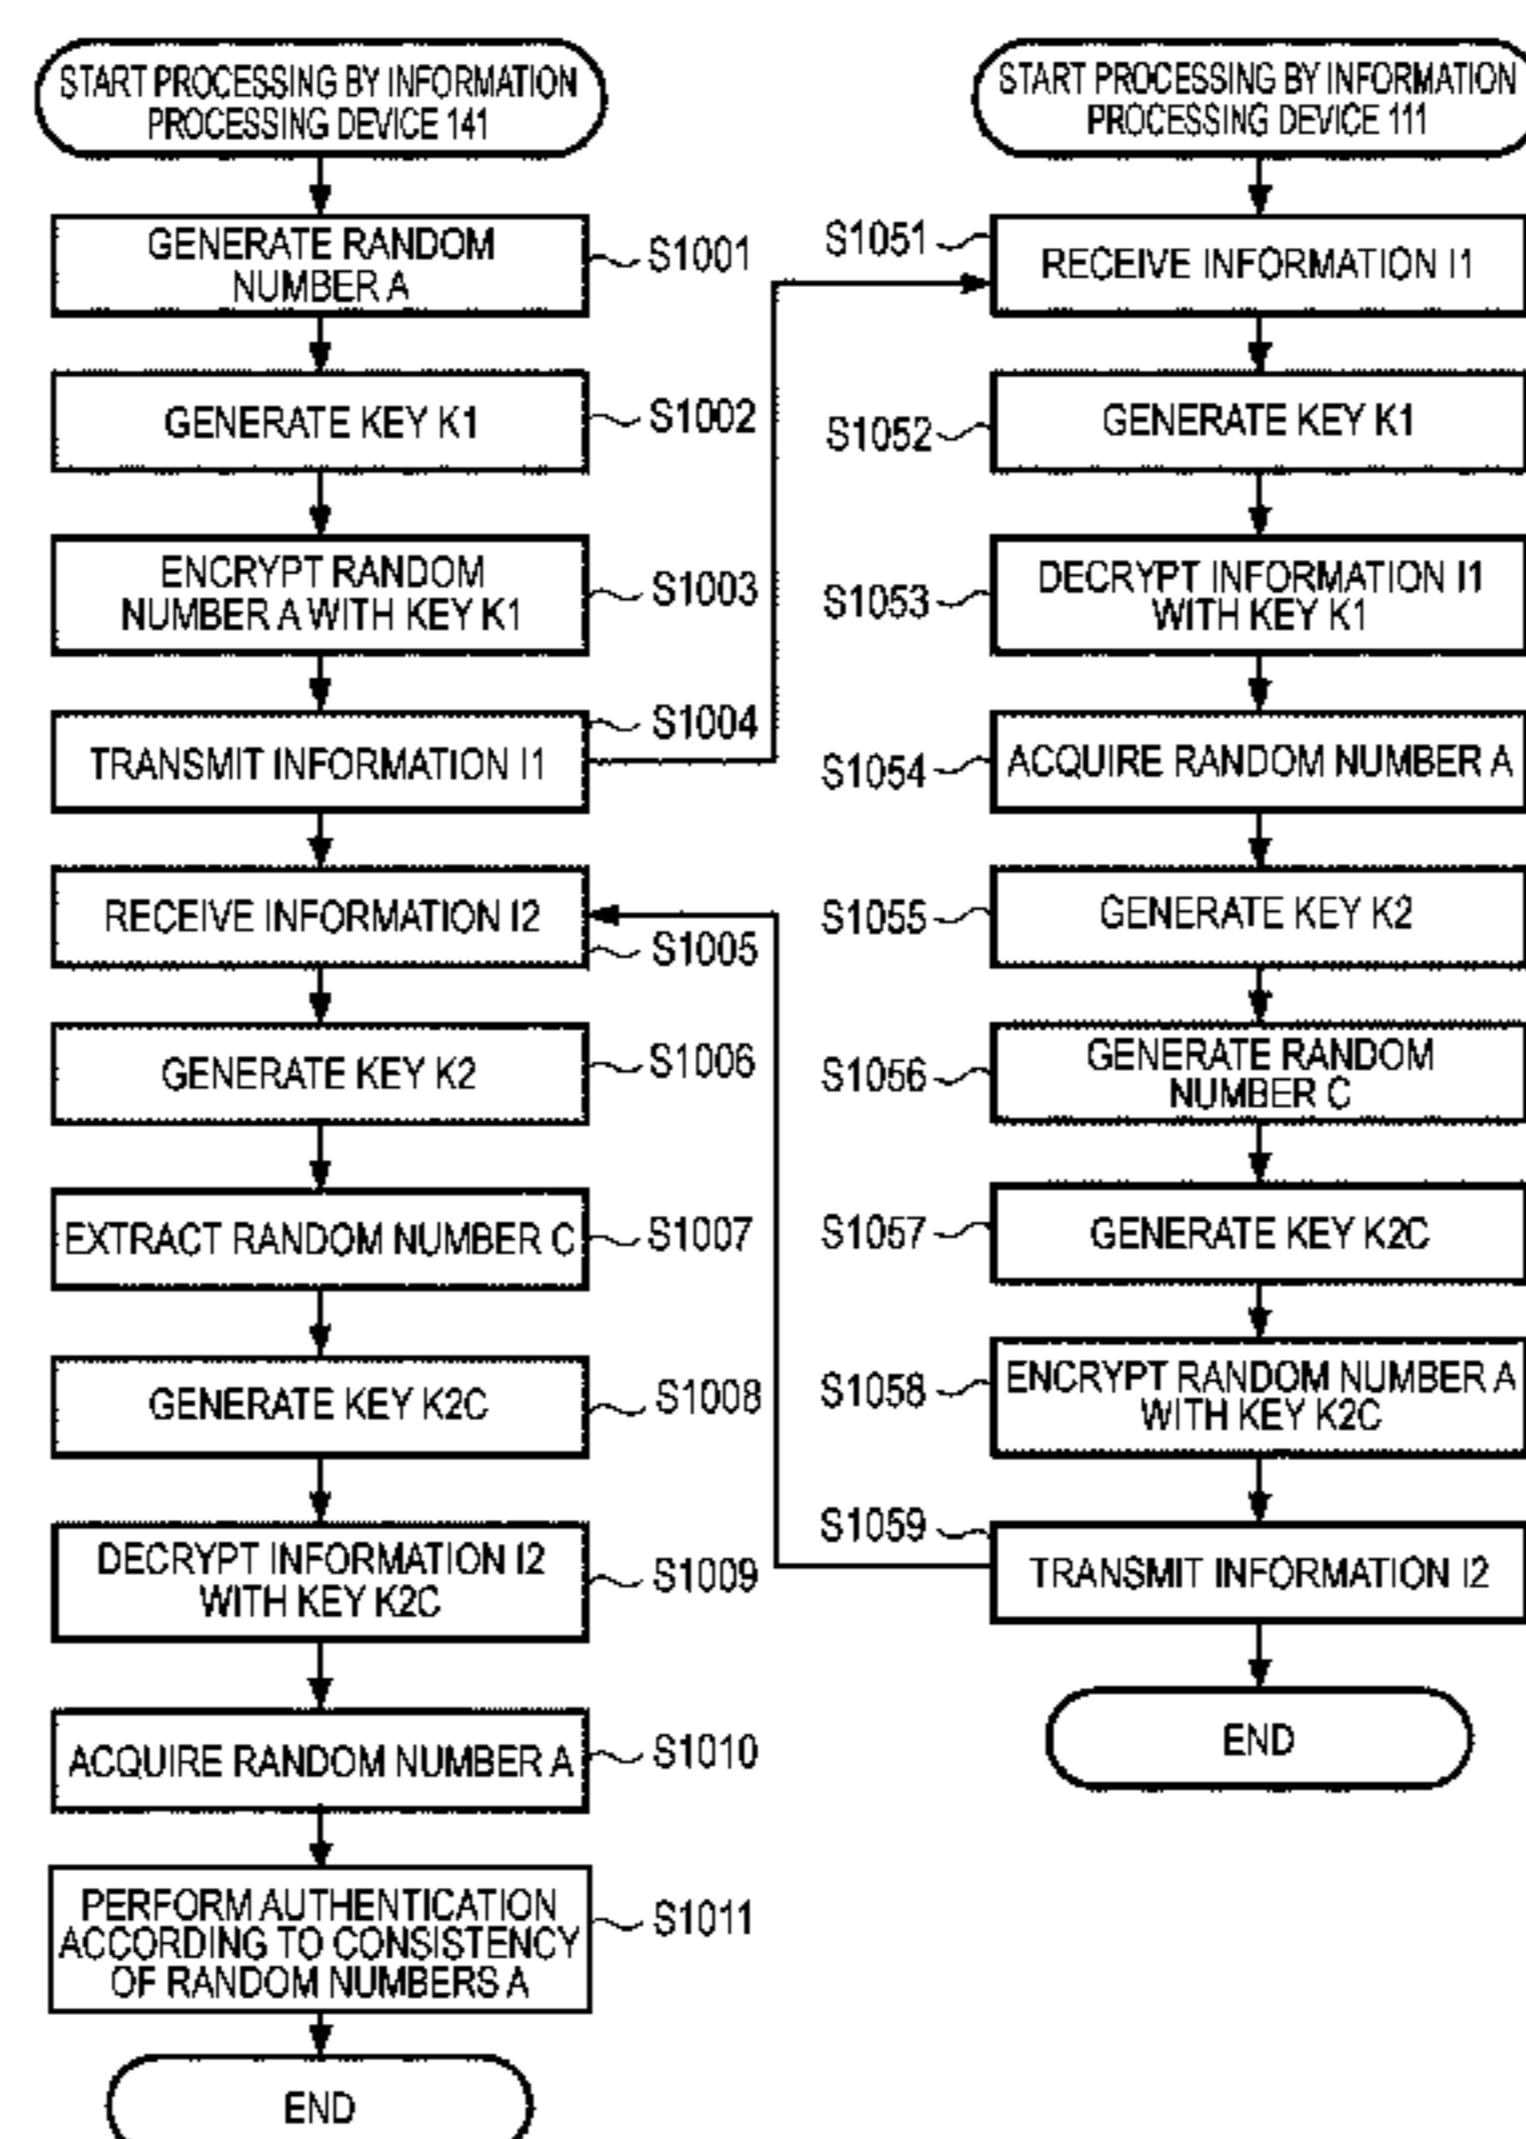 START PROCESSING BY INFORMATION
PROCESSING DEVICE 141
GENERATE RANDOM
NUMBER A
S1001
GENERATE KEY K1
S1002
ENCRYPT RANDOM
NUMBER A WITH KEY K1
S1003
TRANSMIT INFORMATION I1
S1004
RECEIVE INFORMATION I2
S1005
GENERATE KEY K2
S1006
EXTRACT RANDOM NUMBER C
S1007
GENERATE KEY K2C
S1008
DECRYPT INFORMATION I2
WITH KEY K2C
S1009
ACQUIRE RANDOM NUMBER A
S1010
PERFORM AUTHENTICATION
ACCORDING TO CONSISTENCY
OF RANDOM NUMBERS A
S1011
END
START PROCESSING BY INFORMATION
PROCESSING DEVICE 111
S1051
RECEIVE INFORMATION I1
S1052
GENERATE KEY K1
S1053
DECRYPT INFORMATION I1
WITH KEY K1
S1054
ACQUIRE RANDOM NUMBER A
S1055
GENERATE KEY K2
S1056
GENERATE RANDOM
NUMBER C
S1057
GENERATE KEY K2C
S1058
ENCRYPT RANDOM NUMBER A
WITH KEY K2C
S1059
TRANSMIT INFORMATION I2
END